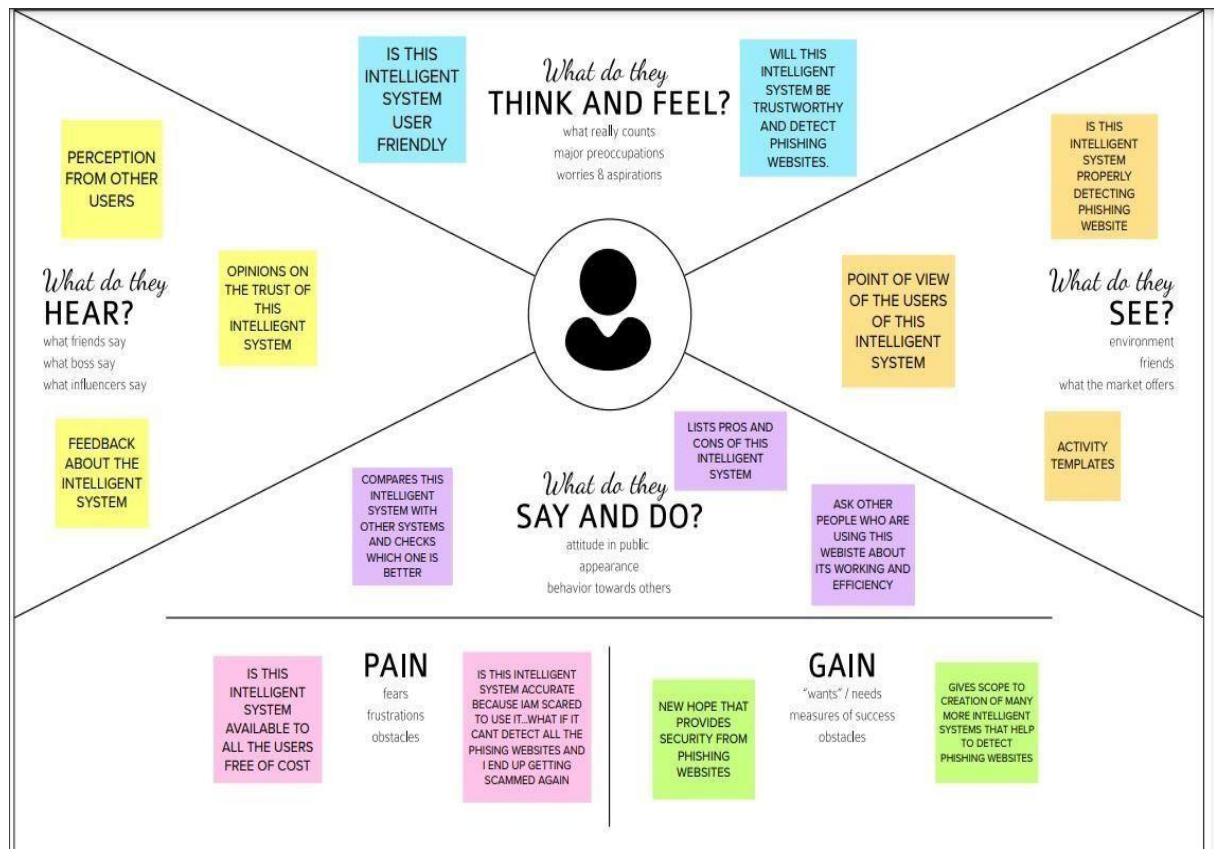 IS THIS
INTELLIGENT
SYSTEM
USER
FRIENDLY
What do they
THINK AND FEEL?
what really counts
major preoccupations
worries & aspirations
WILL THIS
INTELLIGENT
SYSTEM BE
TRUSTWORTHY
AND DETECT
PHISHING
WEBSITES.
PERCEPTION
FROM OTHER
USERS
OPINIONS ON
THE TRUST OF
THIS
INTELLIEGNT
SYSTEM
What do they
HEAR?
what friends say
what boss say
what influencers say
FEEDBACK
ABOUT THE
INTELLIGENT
SYSTEM
IS THIS
INTELLIGENT
SYSTEM
PROPERLY
DETECTING
PHISHING
WEBSITE
POINT OF VIEW
OF THE USERS
OF THIS
INTELLIGENT
SYSTEM
What do they
SEE?
environment
friends
what the market offers
ACTIVITY
TEMPLATES
COMPARES THIS
INTELLIGENT
SYSTEM WITH
OTHER SYSTEMS
AND CHECKS
WHICH ONE IS
BETTER
What do they
SAY AND DO?
attitude in public
appearance
behavior towards others
LISTS PROS AND
CONS OF THIS
INTELLIGENT
SYSTEM
ASK OTHER
PEOPLE WHO ARE
USING THIS
WEBISTE ABOUT
ITS WORKING AND
EFFICIENCY
IS THIS
INTELLIGENT
SYSTEM
AVAILABLE TO
ALL THE USERS
FREE OF COST
PAIN
fears
frustrations
obstacles
IS THIS INTELLIGENT
SYSTEM ACCURATE
BECAUSE IAM SCARED
TO USE IT...WHAT IF IT
CANT DETECT ALL THE
PHISING WEBSITES AND
I END UP GETTING
SCAMMED AGAIN
NEW HOPE THAT
PROVIDES
SECURITY FROM
PHISHING
WEBSITES
GAIN
"wants" / needs
measures of success
obstacles
GIVES SCOPE TO
CREATION OF MANY
MORE INTELLIGENT
SYSTEMS THAT HELP
TO DETECT
PHISHING WEBSITES